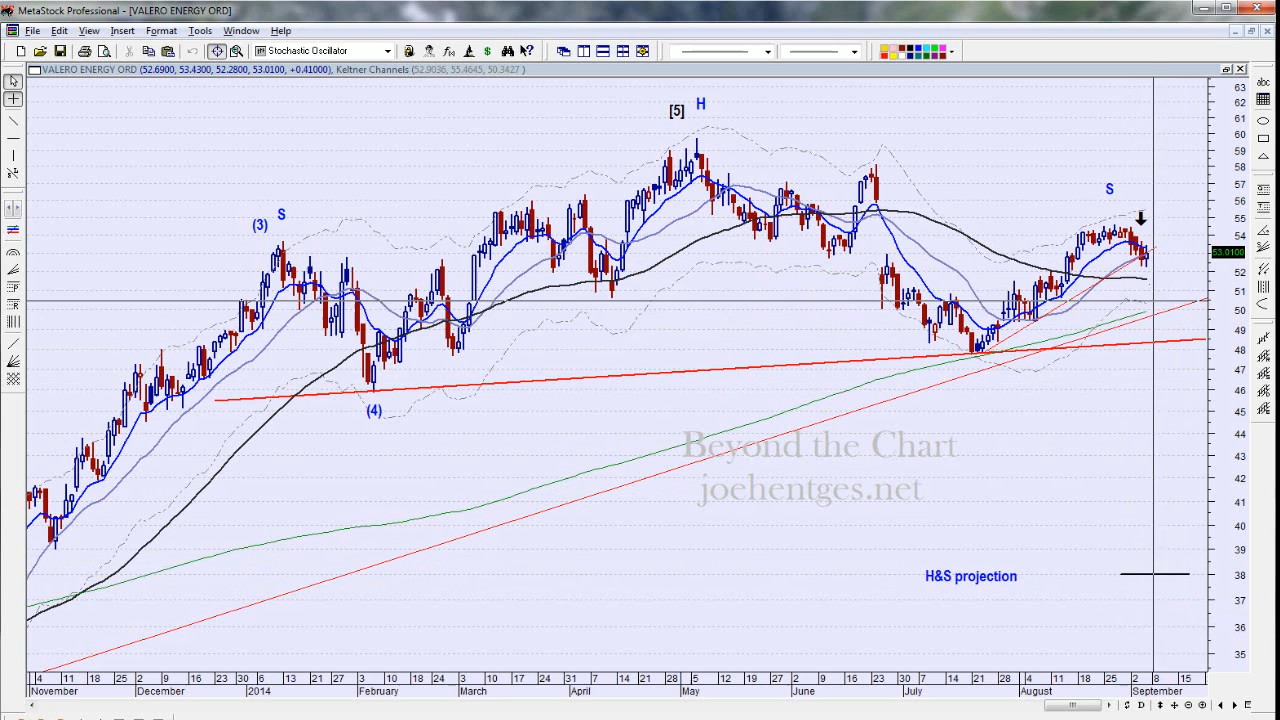 MetaStock Professional - [VALERO ENERGY ORD]
File Edit View Insert Format Tools Window Help
Stochastic Oscillator
VALERO ENERGY ORD (52.6900, 53.4300, 52.2800, 53.0100, +0.41000), Keltner Channels (52.9036, 55.4645, 50.3427)
abc
[5] H
(3) S
S
(4)
Beyond the Chart
joehentges.net
H&S projection
63
62
61
60
59
58
57
56
55
54
53.0100
52
51
50
49
48
47
46
45
44
43
42
41
40
39
38
37
36
35
4 11 18 25 2 9 16 23 30 6 13 21 27 3 10 18 24 3 10 17 24 31 7 14 21 28 5 12 19 27 2 9 16 23 30 7 14 21 28 4 11 18 25 2 8 15
November December 2014 February March April May June July August September
D